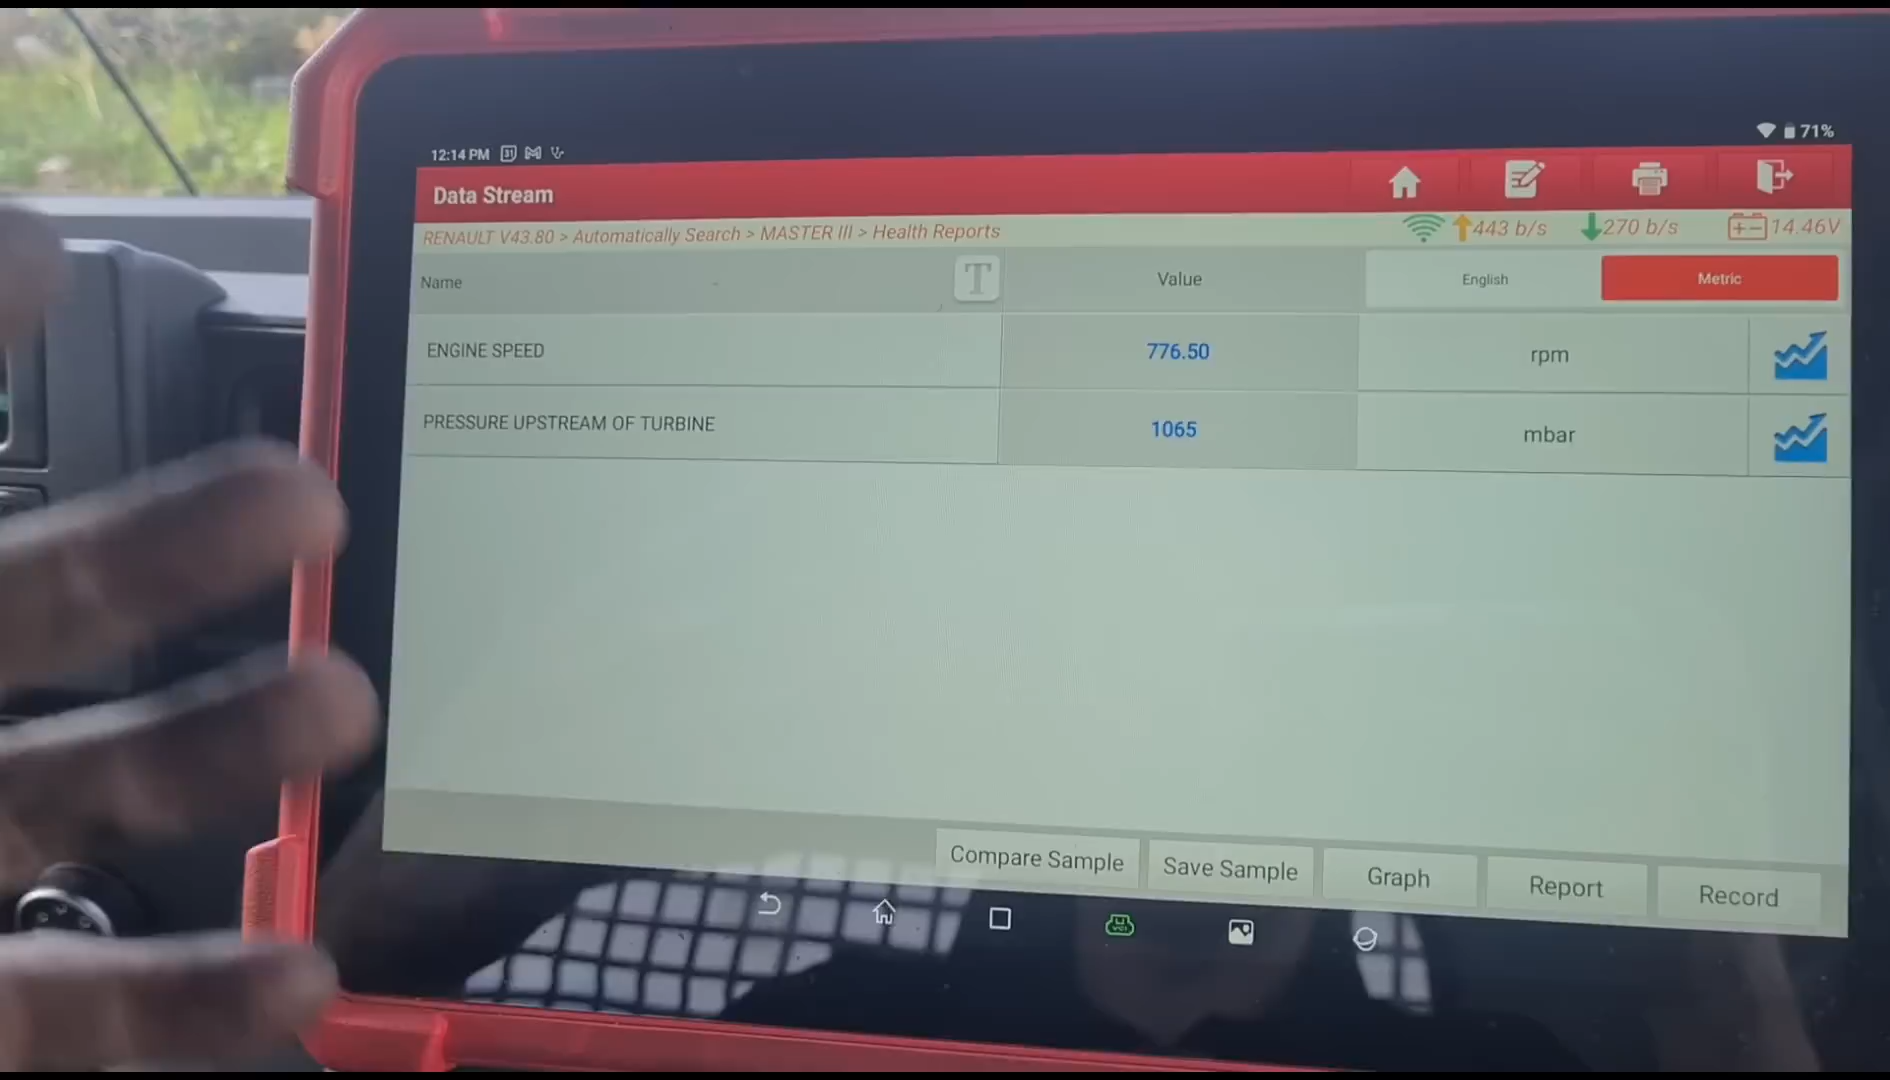 12:14 PM 31
71%
Data Stream
RENAULT V43.80 > Automatically Search > MASTER III > Health Reports
443 b/s 270 b/s 14.46V
Name T Value English Metric
ENGINE SPEED 776.50 rpm
PRESSURE UPSTREAM OF TURBINE 1065 mbar
Compare Sample Save Sample Graph Report Record
VCI